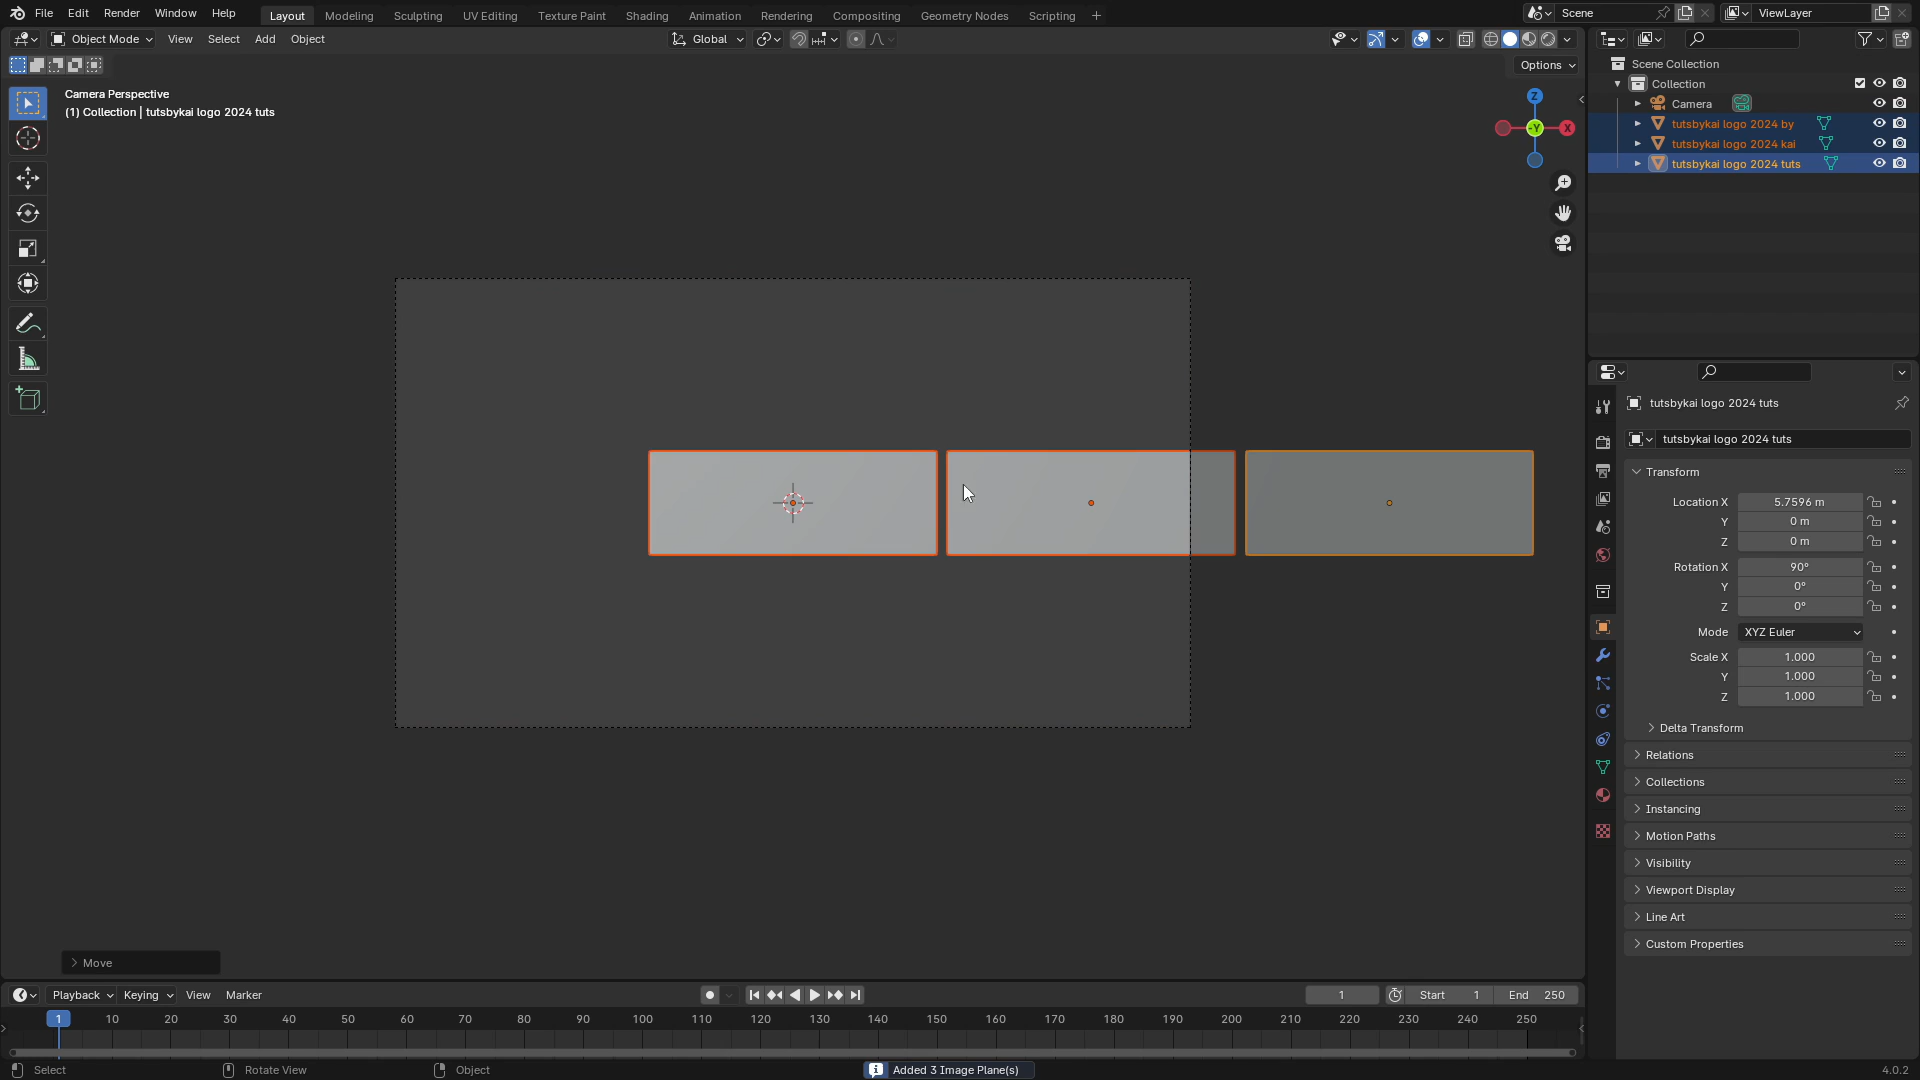 File Edit Render Window Help Layout Modeling Sculpting UV Editing Texture Paint Shading Animation Rendering Compositing Geometry Nodes Scripting + Scene ViewLayer
Object Mode View Select Add Object Global
Options
Camera Perspective
(1) Collection | tutsbykai logo 2024 tuts
Z
-Y
X
Scene Collection
Collection
Camera
tutsbykai logo 2024 by
tutsbykai logo 2024 kai
tutsbykai logo 2024 tuts
tutsbykai logo 2024 tuts
tutsbykai logo 2024 tuts
Transform
Location X 5.7596 m
Y 0 m
Z 0 m
Rotation X 90°
Y 0°
Z 0°
Mode XYZ Euler
Scale X 1.000
Y 1.000
Z 1.000
Delta Transform
Relations
Collections
Instancing
Motion Paths
Visibility
Viewport Display
Line Art
Custom Properties
Move
Playback Keying View Marker 1 Start 1 End 250
1 10 20 30 40 50 60 70 80 90 100 110 120 130 140 150 160 170 180 190 200 210 220 230 240 250
Select Rotate View Object Added 3 Image Plane(s) 4.0.2